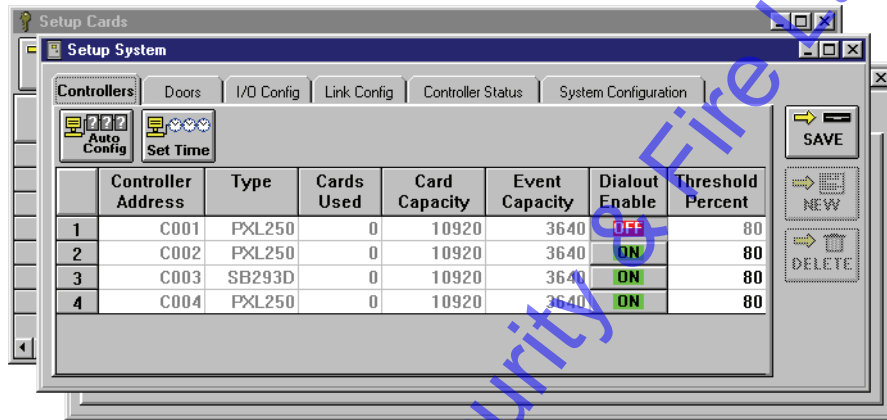 Setup Cards
Setup System
Controllers Doors I/O Config Link Config Controller Status System Configuration
??? Auto Config Set Time
SAVE
NEW
DELETE
Controller Address Type Cards Used Card Capacity Event Capacity Dialout Enable Threshold Percent
1 C001 PXL250 0 10920 3640 OFF 80
2 C002 PXL250 0 10920 3640 ON 80
3 C003 SB293D 0 10920 3640 ON 80
4 C004 PXL250 0 10920 3640 ON 80
urity & Fire L